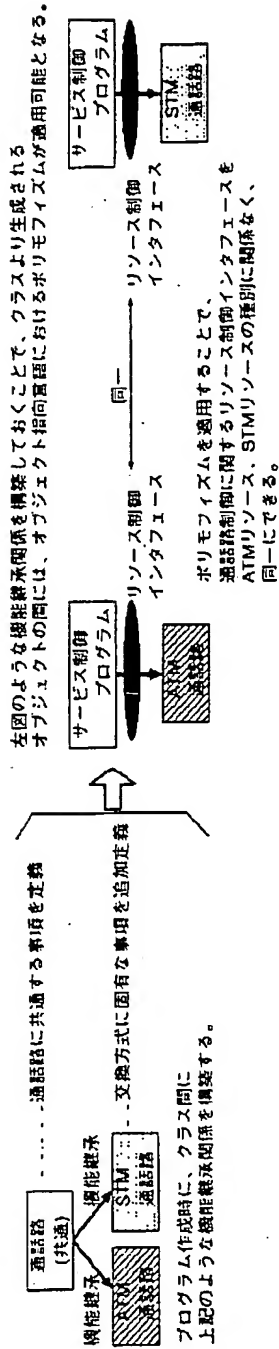 通話路
(共通)
通話路に共通する事項を定義
機能継承
機能継承
ATM
通話路
STM
通話路
交換方式に固有な事項を追加定義
プログラム作成時に、クラス間に
上記のような機能継承関係を構築する。
左図のような機能継承関係を構築しておくことで、クラスより生成される
オブジェクトの間には、オブジェクト指向言語におけるポリモフィズムが適用可能となる。
サービス制御
プログラム
リソース制御
インタフェース
ATM
通話路
同一
サービス制御
プログラム
リソース制御
インタフェース
STM
通話路
ポリモフィズムを適用することで、
通話路制御に関するリソース制御インタフェースを
ATMリソース、STMリソースの種別に関係なく、
同一にできる。